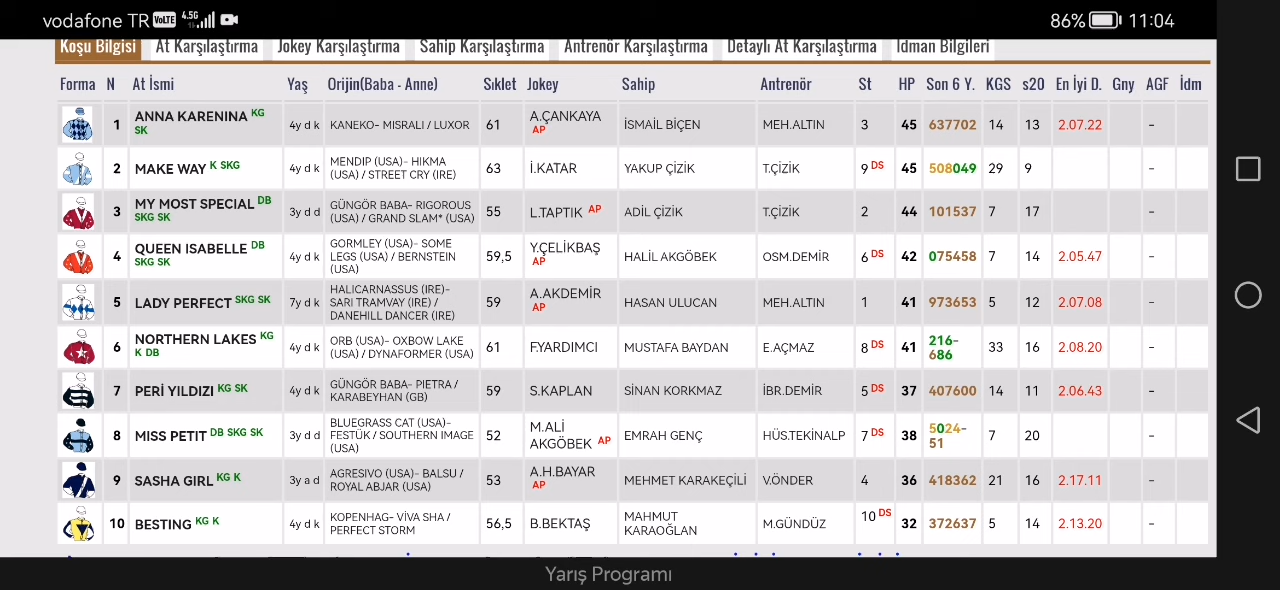 vodafone TR VoLTE 4.5G 86% 11:04
Koşu Bilgisi At Karşılaştırma Jokey Karşılaştırma Sahip Karşılaştırma Antrenör Karşılaştırma Detaylı At Karşılaştırma İdman Bilgileri
Forma N At İsmi Yaş Orijin(Baba - Anne) Sıklet Jokey Sahip Antrenör St HP Son 6 Y. KGS s20 En İyi D. Gny AGF İdm
1 ANNA KARENINA KG SK 4y d k KANEKO- MISRALI / LUXOR 61 A.ÇANKAYA AP İSMAİL BİÇEN MEH.ALTIN 3 45 637702 14 13 2.07.22 -
2 MAKE WAY K SKG 4y d k MENDIP (USA)- HIKMA (USA) / STREET CRY (IRE) 63 İ.KATAR YAKUP ÇİZİK T.ÇİZİK 9 DS 45 508049 29 9 -
3 MY MOST SPECIAL DB SKG SK 3y d d GÜNGÖR BABA- RIGOROUS (USA) / GRAND SLAM* (USA) 55 L.TAPTIK AP ADİL ÇİZİK T.ÇİZİK 2 44 101537 7 17 -
4 QUEEN ISABELLE DB SKG SK 4y d k GORMLEY (USA)- SOME LEGS (USA) / BERNSTEIN (USA) 59,5 Y.ÇELİKBAŞ AP HALİL AKGÖBEK OSM.DEMİR 6 DS 42 075458 7 14 2.05.47 -
5 LADY PERFECT SKG SK 7y d k HALICARNASSUS (IRE)- SARI TRAMVAY (IRE) / DANEHILL DANCER (IRE) 59 A.AKDEMİR AP HASAN ULUCAN MEH.ALTIN 1 41 973653 5 12 2.07.08 -
6 NORTHERN LAKES KG K DB 4y d k ORB (USA)- OXBOW LAKE (USA) / DYNAFORMER (USA) 61 F.YARDIMCI MUSTAFA BAYDAN E.AÇMAZ 8 DS 41 216-686 33 16 2.08.20 -
7 PERİ YILDIZI KG SK 4y d k GÜNGÖR BABA- PIETRA / KARABEYHAN (GB) 59 S.KAPLAN SİNAN KORKMAZ İBR.DEMİR 5 DS 37 407600 14 11 2.06.43 -
8 MISS PETIT DB SKG SK 3y d d BLUEGRASS CAT (USA)- FESTÜK / SOUTHERN IMAGE (USA) 52 M.ALİ AKGÖBEK AP EMRAH GENÇ HÜS.TEKİNALP 7 DS 38 5024-51 7 20 -
9 SASHA GIRL KG K 3y a d AGRESIVO (USA)- BALSU / ROYAL ABJAR (USA) 53 A.H.BAYAR AP MEHMET KARAKEÇİLİ V.ÖNDER 4 36 418362 21 16 2.17.11 -
10 BESTING KG K 4y d k KOPENHAG- VİVA SHA / PERFECT STORM 56,5 B.BEKTAŞ MAHMUT KARAOĞLAN M.GÜNDÜZ 10 DS 32 372637 5 14 2.13.20 -
Yarış Programı